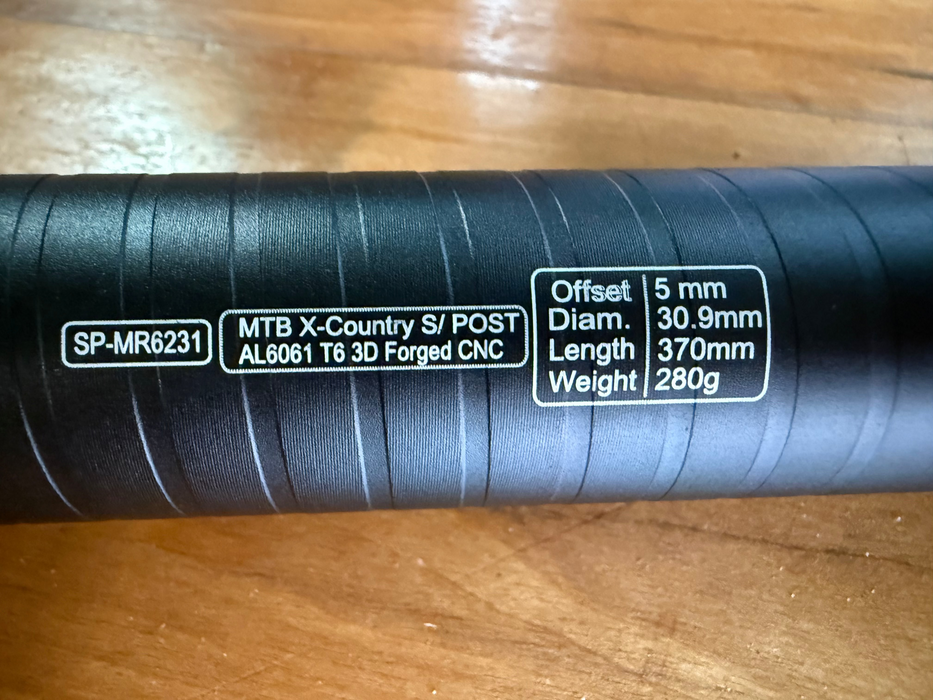 SP-MR6231
MTB X-Country S/ POST
AL6061 T6 3D Forged CNC
Offset 5 mm
Diam. 30.9mm
Length 370mm
Weight 280g